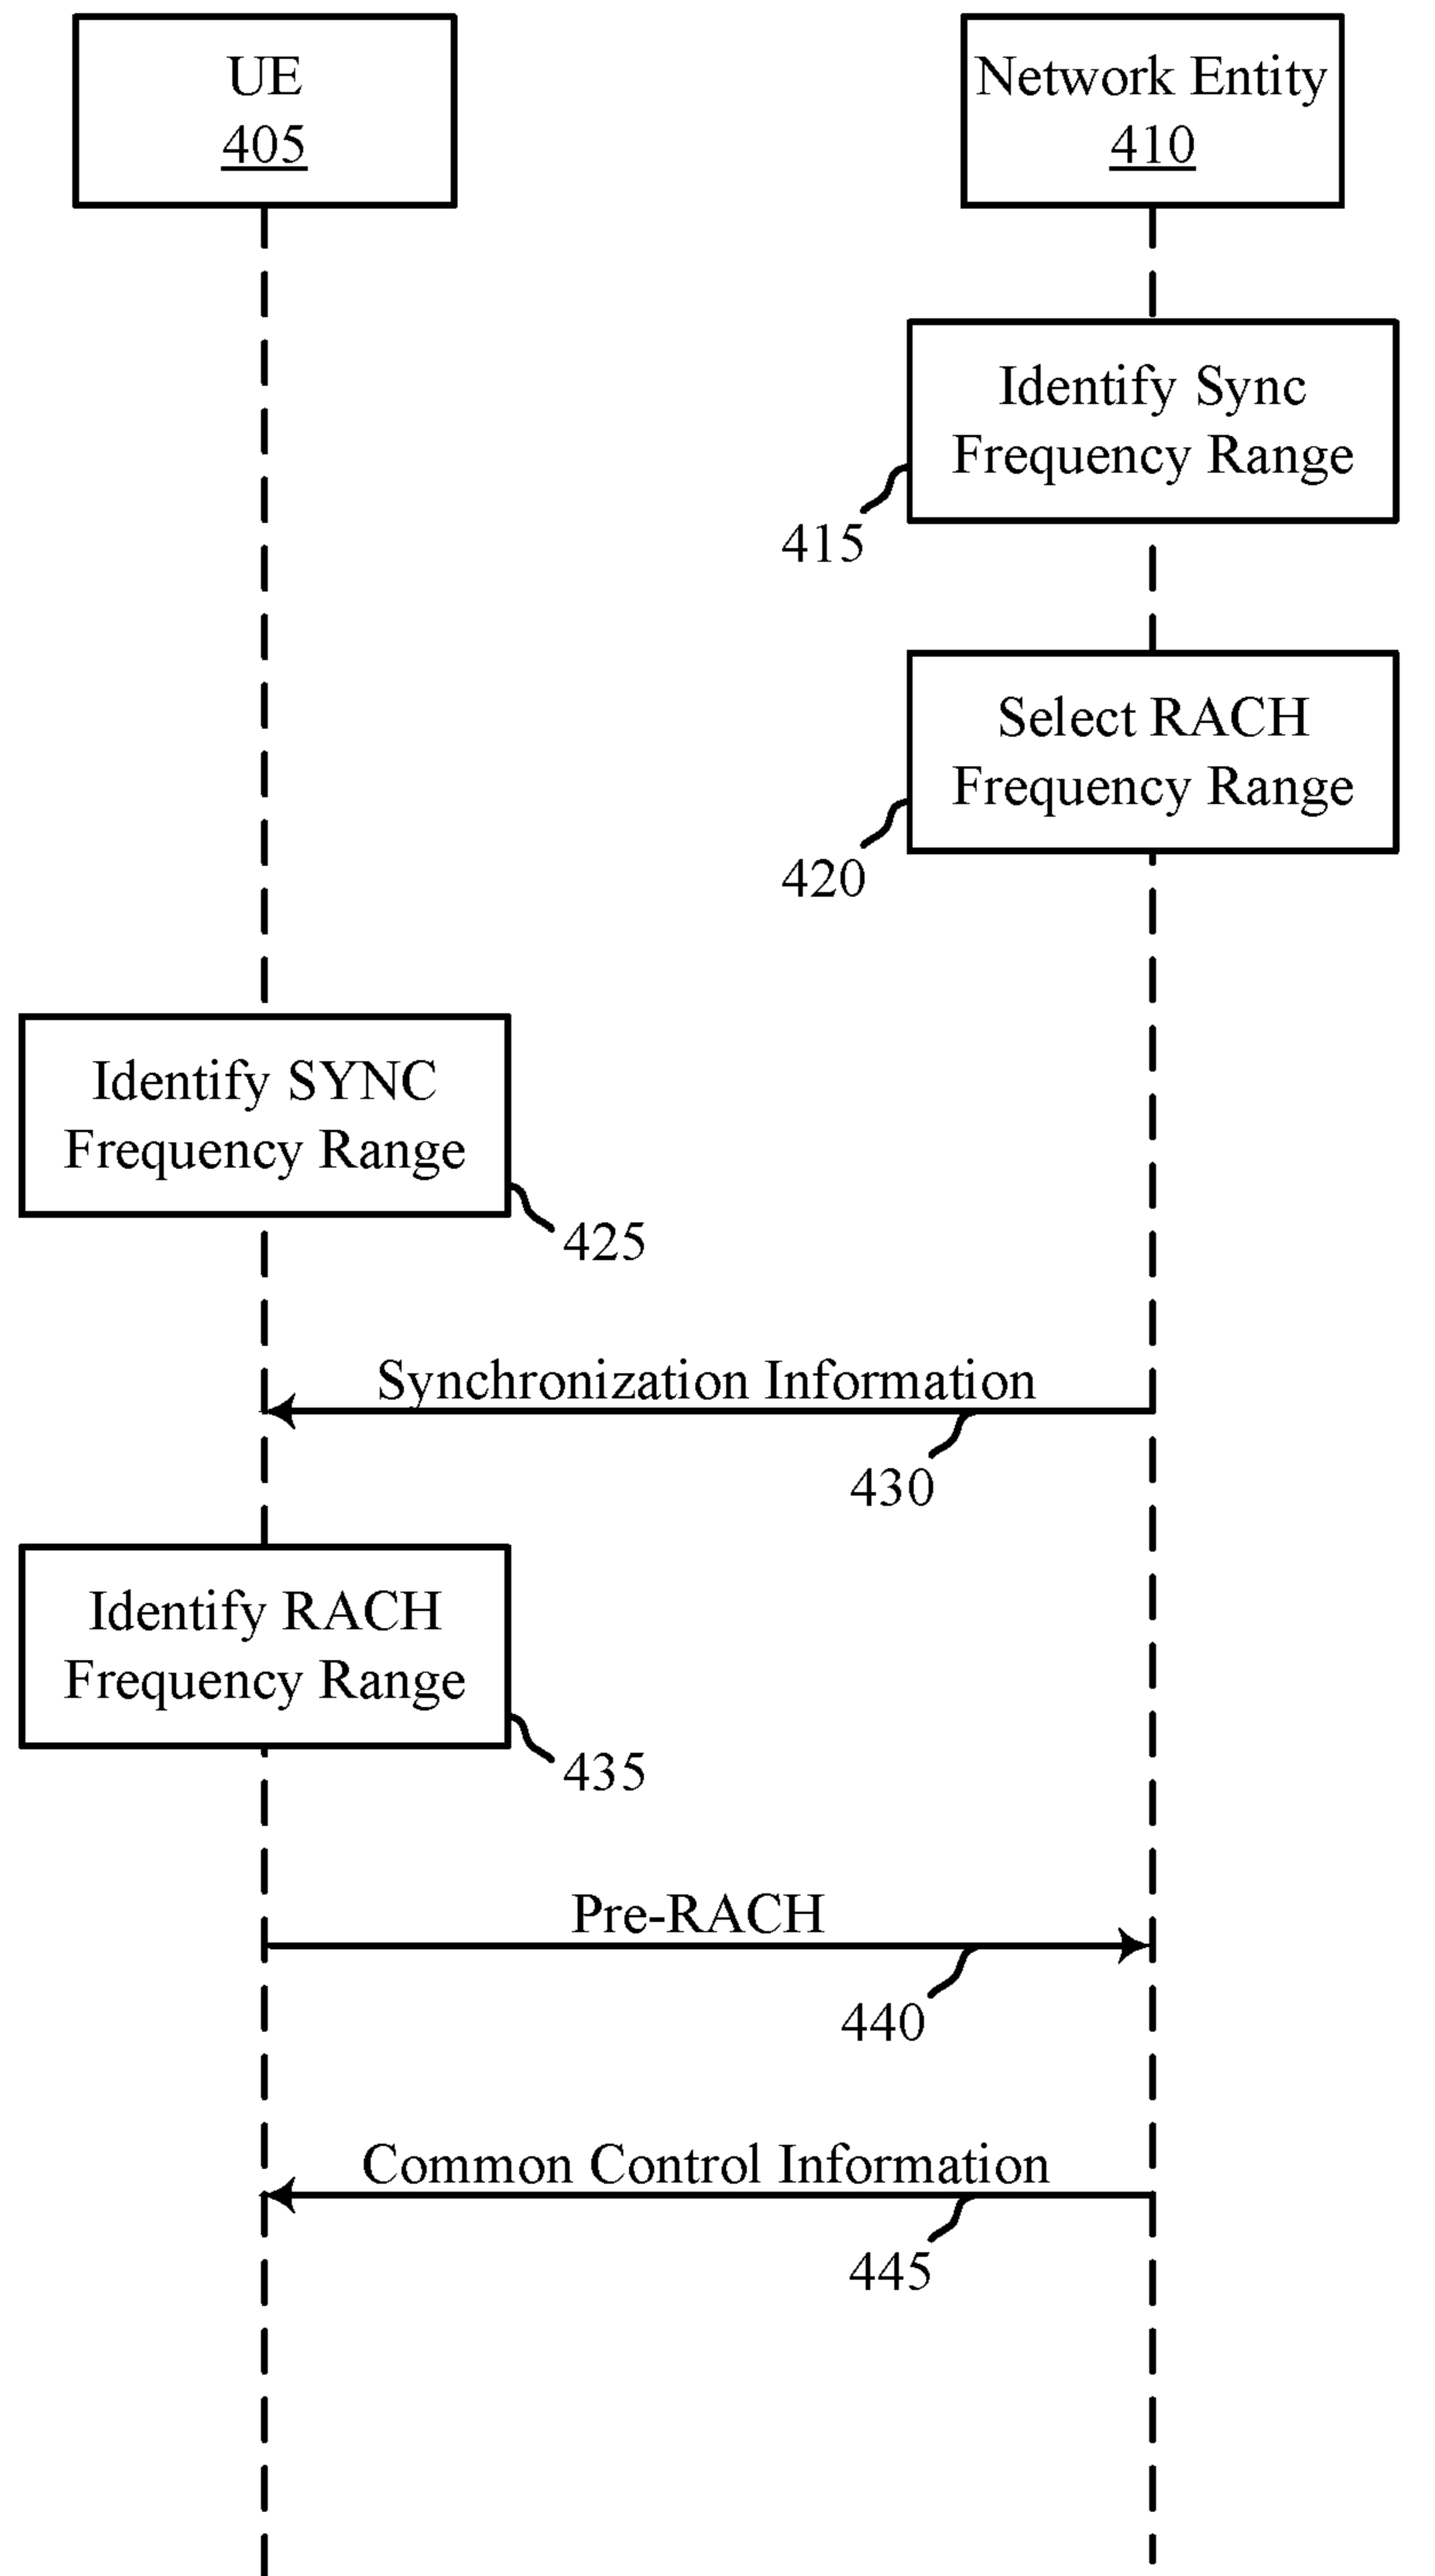 UE
405
Network Entity
410
Identify Sync
Frequency Range
415
Select RACH
Frequency Range
420
Identify SYNC
Frequency Range
425
Synchronization Information
430
Identify RACH
Frequency Range
435
Pre-RACH
440
Common Control Information
445